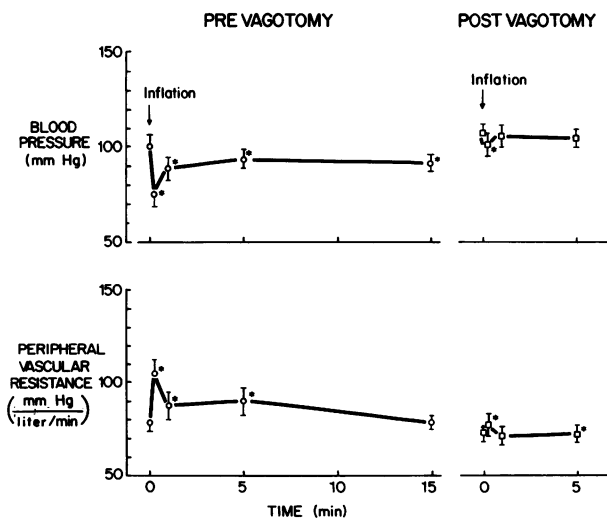 PRE VAGOTOMY
POST VAGOTOMY
150
100
50
BLOOD
PRESSURE
(mm Hg)
Inflation
*
*
*
*
Inflation
*
150
100
50
PERIPHERAL
VASCULAR
RESISTANCE
(mm Hg
liter/min)
*
*
*
*
*
0
5
10
15
0
5
TIME (min)